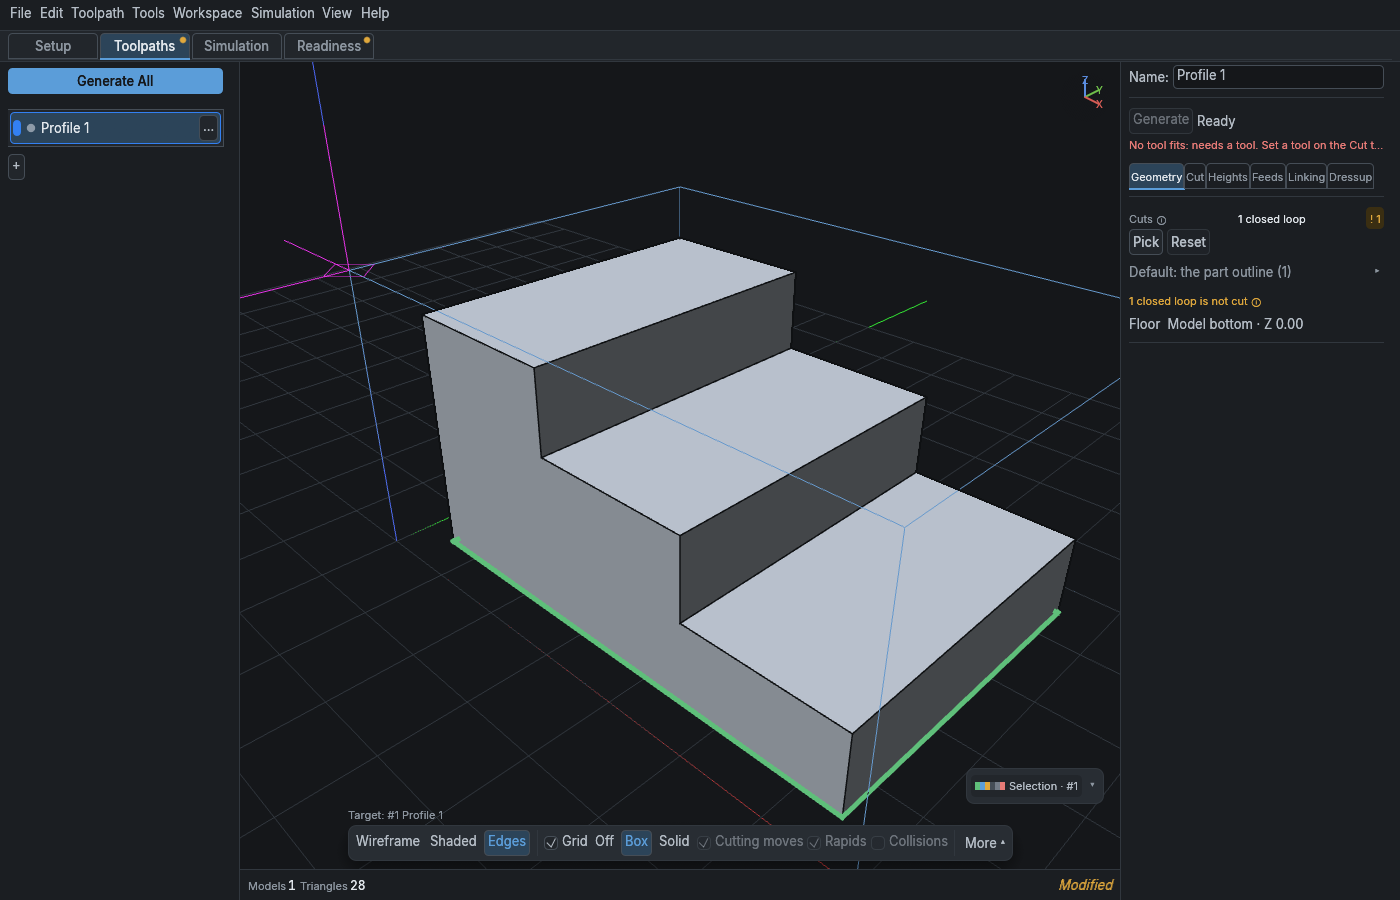 File Edit Toolpath Tools Workspace Simulation View Help
Setup Toolpaths Simulation Readiness
Generate All
Profile 1 ...
+
Z
Y
X
Name: Profile 1
Generate Ready
No tool fits: needs a tool. Set a tool on the Cut t...
Geometry Cut Heights Feeds Linking Dressup
Cuts 1 closed loop ! 1
Pick Reset
Default: the part outline (1)
1 closed loop is not cut
Floor Model bottom · Z 0.00
Selection · #1
Target: #1 Profile 1
Wireframe Shaded Edges Grid Off Box Solid Cutting moves Rapids Collisions More
Models 1 Triangles 28 Modified